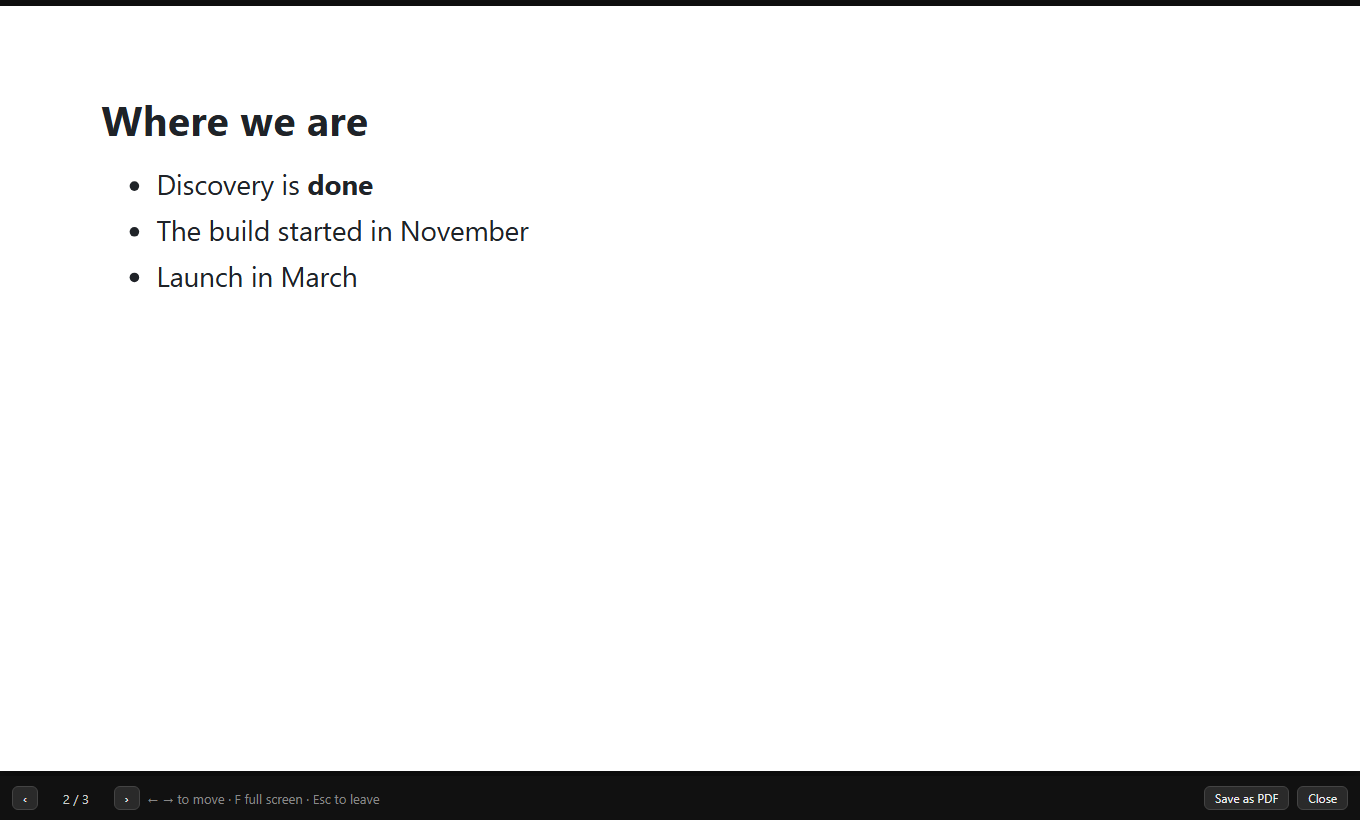 Where we are
• Discovery is done
• The build started in November
• Launch in March
‹ 2 / 3 › ← → to move · F full screen · Esc to leave Save as PDF Close